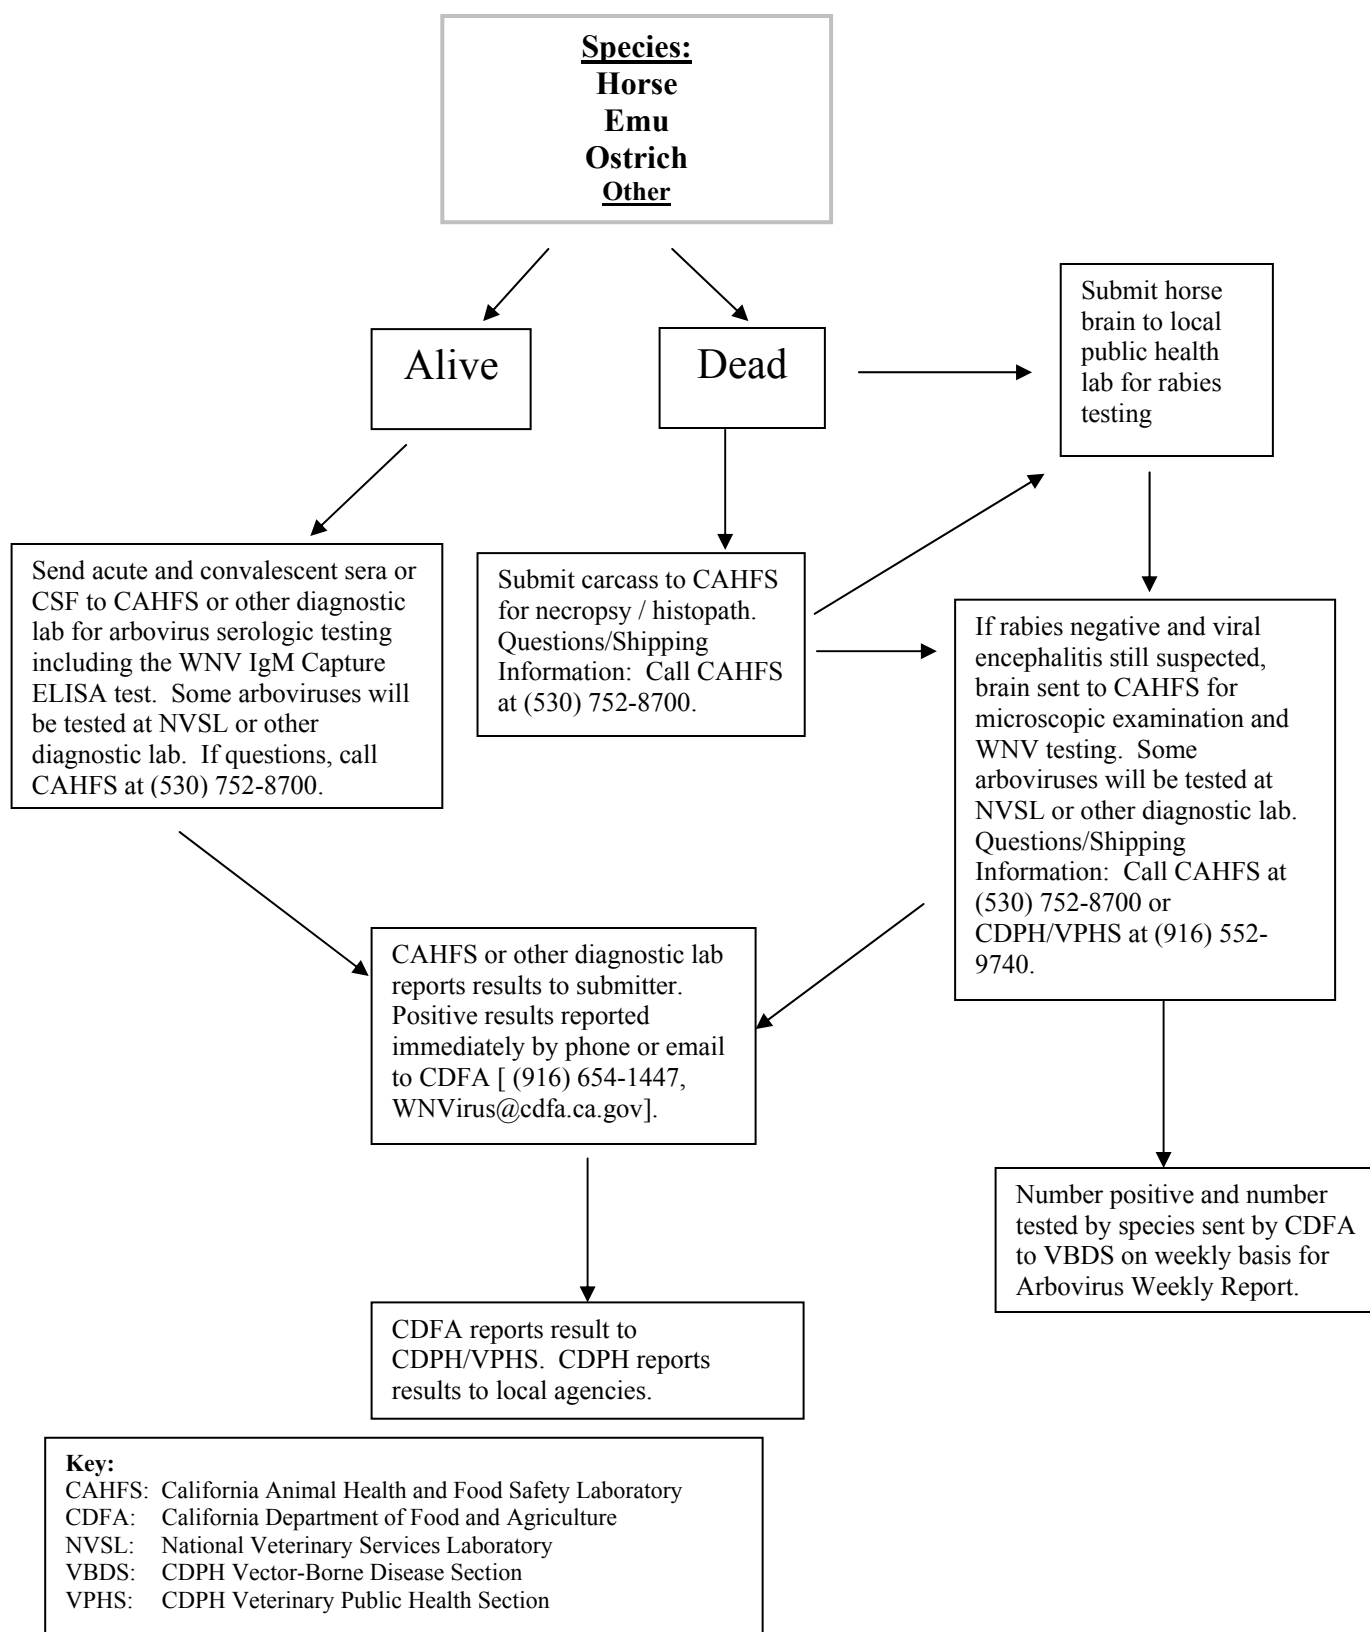 Species:
Horse
Emu
Ostrich
Other
Alive
Dead
Submit horse
brain to local
public health
lab for rabies
testing
Send acute and convalescent sera or
CSF to CAHFS or other diagnostic
lab for arbovirus serologic testing
including the WNV IgM Capture
ELISA test.  Some arboviruses will
be tested at NVSL or other
diagnostic lab.  If questions, call
CAHFS at (530) 752-8700.
Submit carcass to CAHFS
for necropsy / histopath.
Questions/Shipping
Information:  Call CAHFS
at (530) 752-8700.
If rabies negative and viral
encephalitis still suspected,
brain sent to CAHFS for
microscopic examination and
WNV testing.  Some
arboviruses will be tested at
NVSL or other diagnostic lab.
Questions/Shipping
Information:  Call CAHFS at
(530) 752-8700 or
CDPH/VPHS at (916) 552-
9740.
CAHFS or other diagnostic lab
reports results to submitter.
Positive results reported
immediately by phone or email
to CDFA [ (916) 654-1447,
WNVirus@cdfa.ca.gov].
Number positive and number
tested by species sent by CDFA
to VBDS on weekly basis for
Arbovirus Weekly Report.
CDFA reports result to
CDPH/VPHS.  CDPH reports
results to local agencies.
Key:
CAHFS:  California Animal Health and Food Safety Laboratory
CDFA:  California Department of Food and Agriculture
NVSL:  National Veterinary Services Laboratory
VBDS:  CDPH Vector-Borne Disease Section
VPHS:  CDPH Veterinary Public Health Section